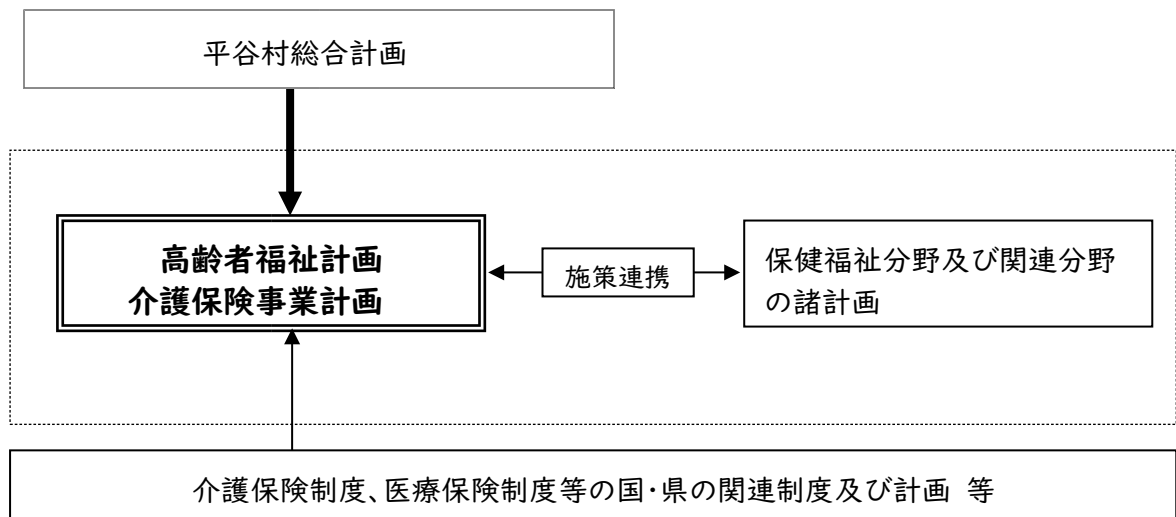 平谷村総合計画
高齢者福祉計画
介護保険事業計画
施策連携
保健福祉分野及び関連分野
の諸計画
介護保険制度、医療保険制度等の国・県の関連制度及び計画 等